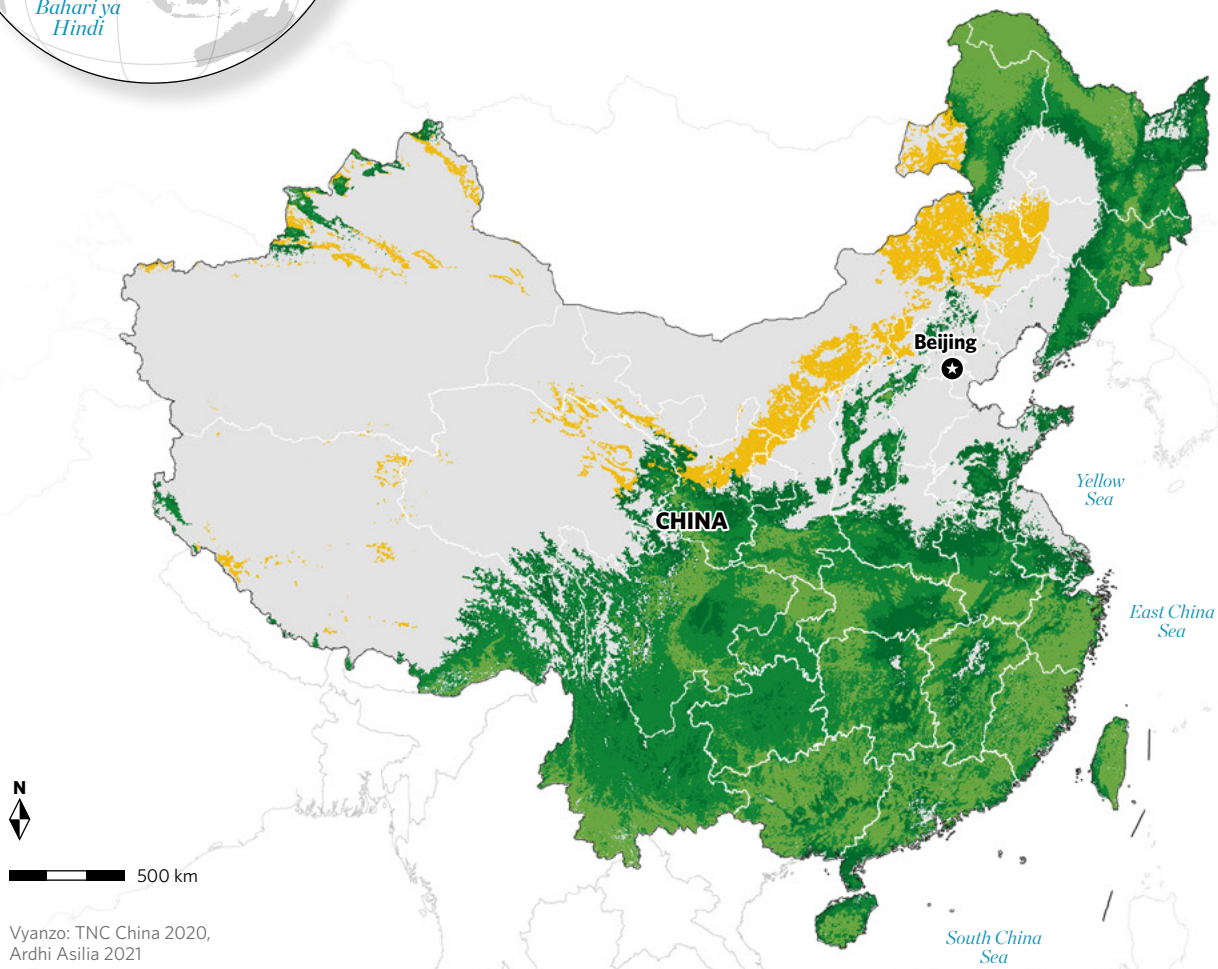 Bahari ya
Hindi
Beijing
Yellow
Sea
CHINA
East China
Sea
N
500 km
South China
Sea
Vyanzo: TNC China 2020,
Ardhi Asilia 2021